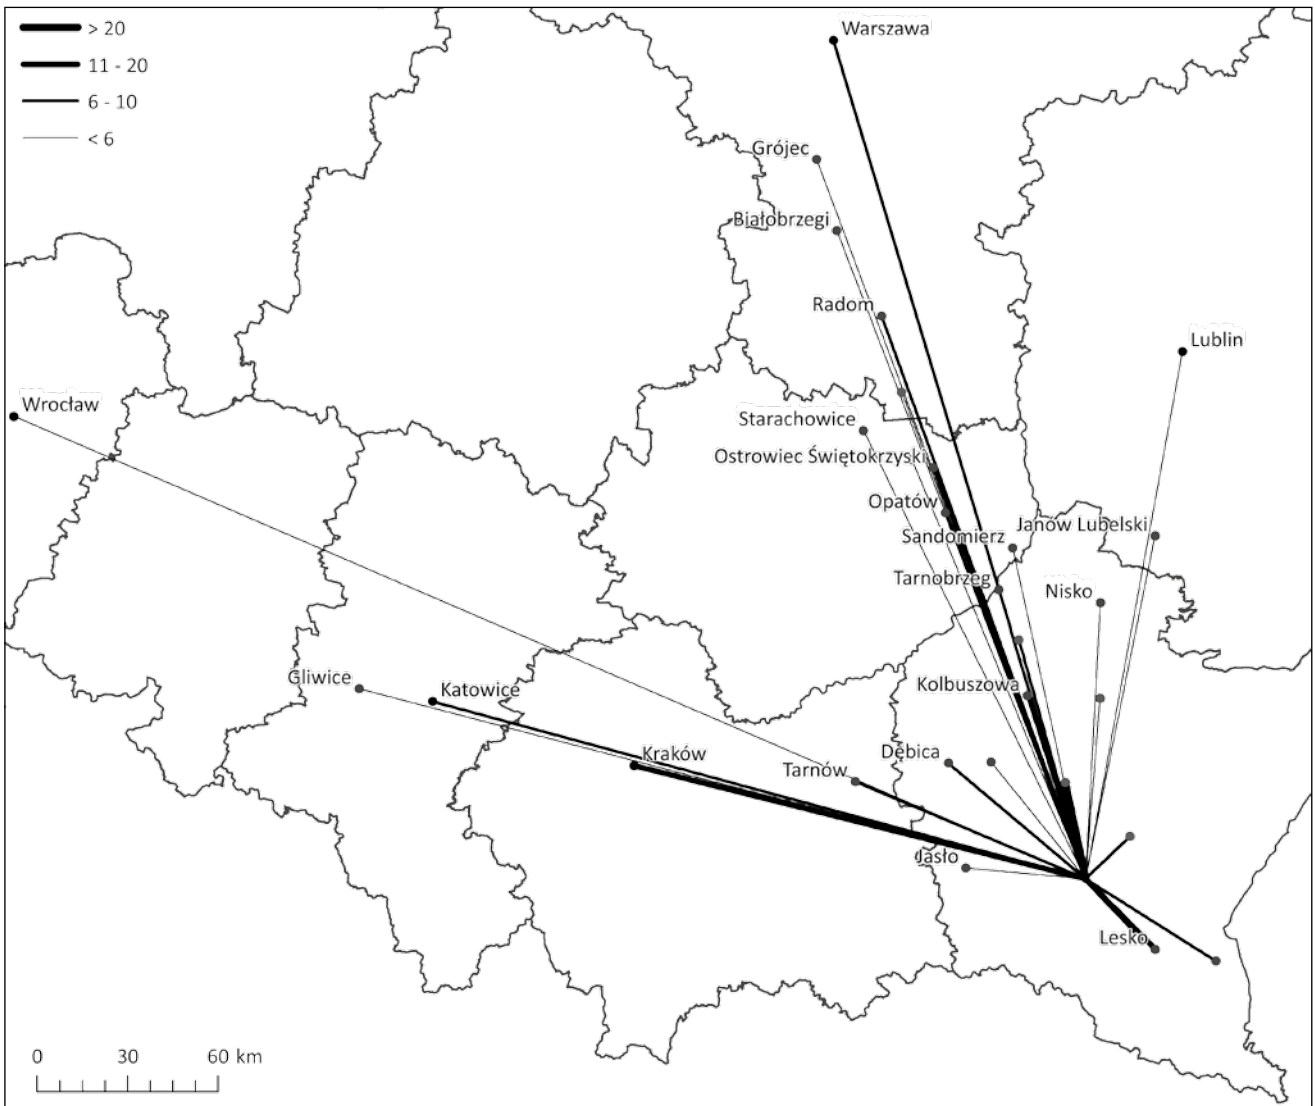 > 20
11 - 20
6 - 10
< 6
Warszawa
Grójec
Białobrzegi
Radom
Lublin
Wrocław
Starachowice
Ostrowiec Świętokrzyski
Opatów
Janów Lubelski
Sandomierz
Tarnobrzeg
Nisko
Gliwice
Katowice
Kolbuszowa
Kraków
Tarnów
Dębica
Jasło
Lesko
0 30 60 km